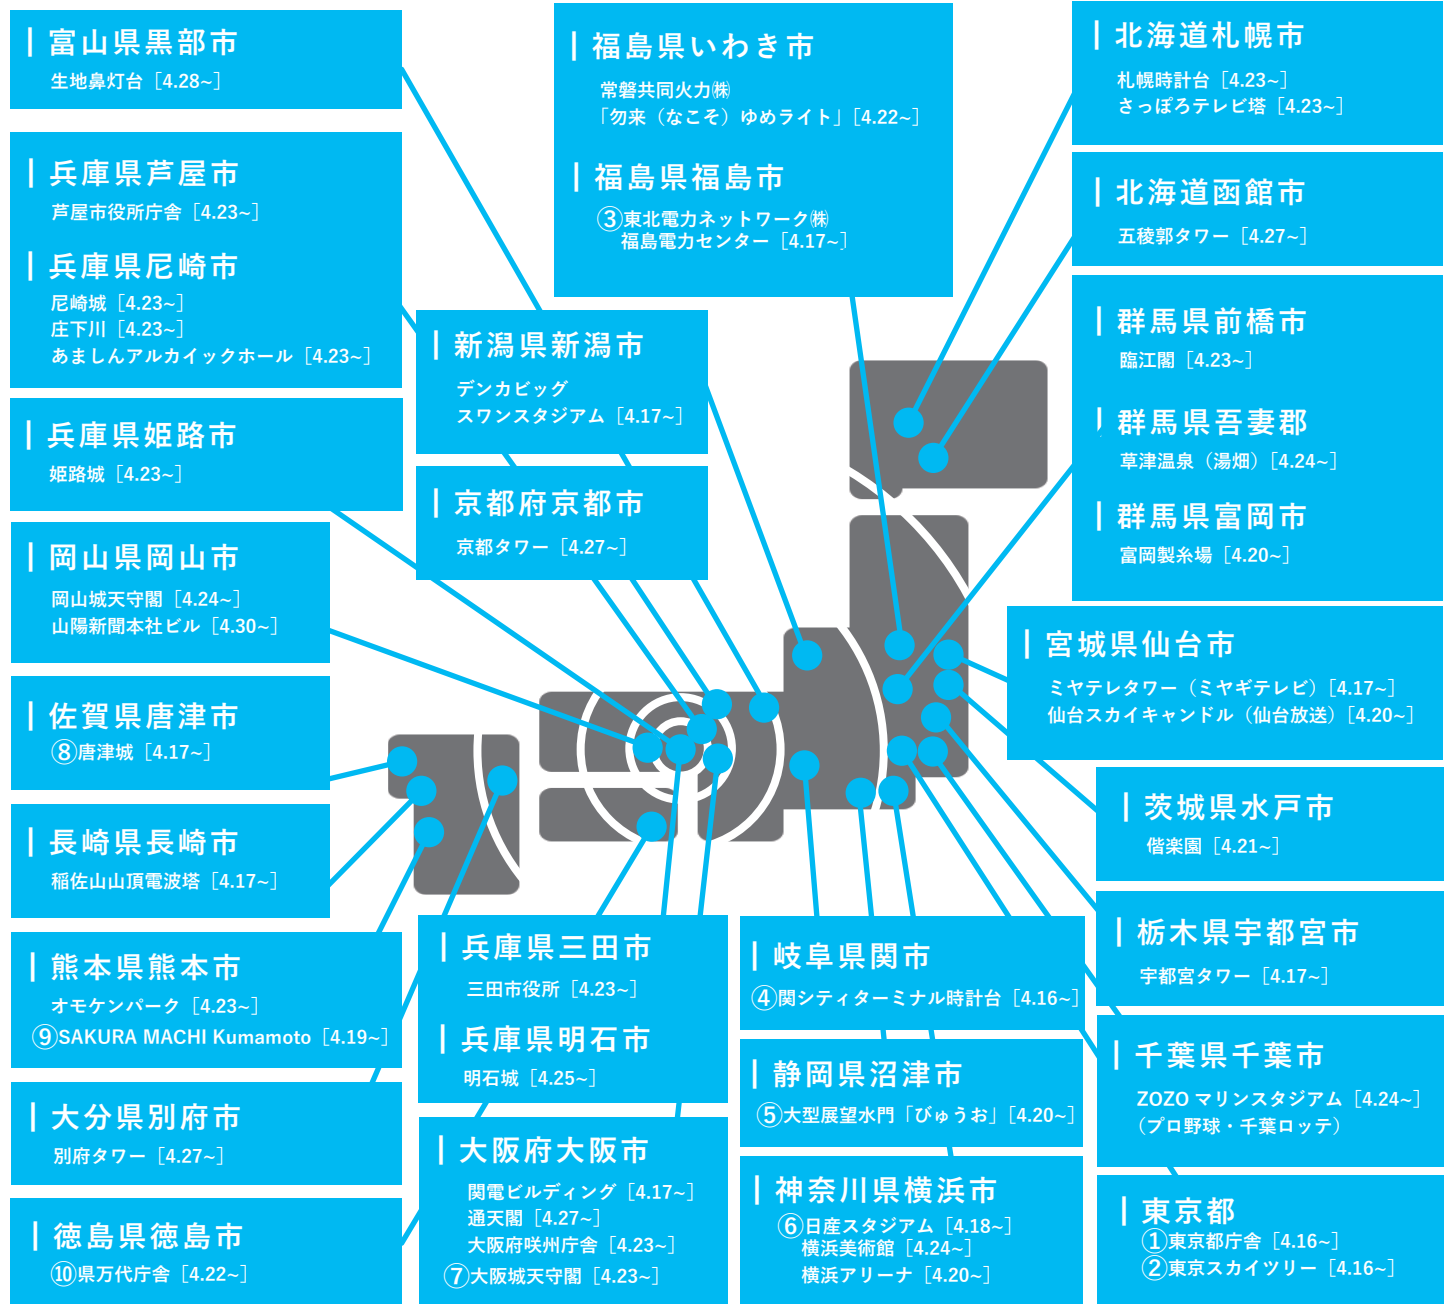 富山県黒部市
生地鼻灯台［4.28~］
兵庫県芦屋市
芦屋市役所庁舎［4.23~］
兵庫県尼崎市
尼崎城［4.23~］
庄下川［4.23~］
あましんアルカイックホール［4.23~］
兵庫県姫路市
姫路城［4.23~］
岡山県岡山市
岡山城天守閣［4.24~］
山陽新聞本社ビル［4.30~］
佐賀県唐津市
⑧唐津城［4.17~］
長崎県長崎市
稲佐山山頂電波塔［4.17~］
熊本県熊本市
オモケンパーク［4.23~］
⑨SAKURA MACHI Kumamoto［4.19~］
大分県別府市
別府タワー［4.27~］
徳島県徳島市
⑩県万代庁舎［4.22~］
福島県いわき市
常磐共同火力㈱
「勿来（なこそ）ゆめライト」［4.22~］
福島県福島市
③東北電力ネットワーク㈱
福島電力センター［4.17~］
新潟県新潟市
デンカビッグ
スワンスタジアム［4.17~］
京都府京都市
京都タワー［4.27~］
兵庫県三田市
三田市役所［4.23~］
兵庫県明石市
明石城［4.25~］
大阪府大阪市
関電ビルディング［4.17~］
通天閣［4.27~］
大阪府咲州庁舎［4.23~］
⑦大阪城天守閣［4.23~］
岐阜県関市
④関シティターミナル時計台［4.16~］
静岡県沼津市
⑤大型展望水門「びゅうお」［4.20~］
神奈川県横浜市
⑥日産スタジアム［4.18~］
横浜美術館［4.24~］
横浜アリーナ［4.20~］
北海道札幌市
札幌時計台［4.23~］
さっぽろテレビ塔［4.23~］
北海道函館市
五稜郭タワー［4.27~］
群馬県前橋市
臨江閣［4.23~］
群馬県吾妻郡
草津温泉（湯畑）［4.24~］
群馬県富岡市
富岡製糸場［4.20~］
宮城県仙台市
ミヤテレタワー（ミヤギテレビ）［4.17~］
仙台スカイキャンドル（仙台放送）［4.20~］
茨城県水戸市
偕楽園［4.21~］
栃木県宇都宮市
宇都宮タワー［4.17~］
千葉県千葉市
ZOZO マリンスタジアム［4.24~］
（プロ野球・千葉ロッテ）
東京都
①東京都庁舎［4.16~］
②東京スカイツリー［4.16~］